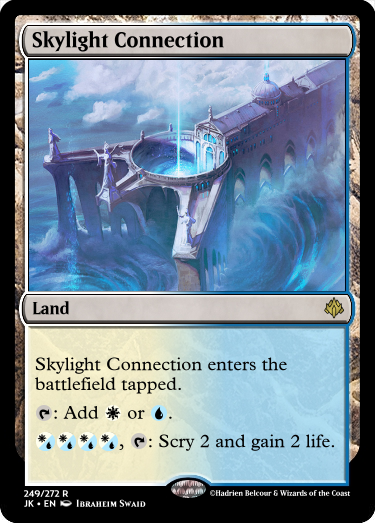 Skylight Connection
Land
Skylight Connection enters the
battlefield tapped.
: Add or .
, : Scry 2 and gain 2 life.
249/272 R
JK • EN Ibraheim Swaid
©Hadrien Belcour & Wizards of the Coast